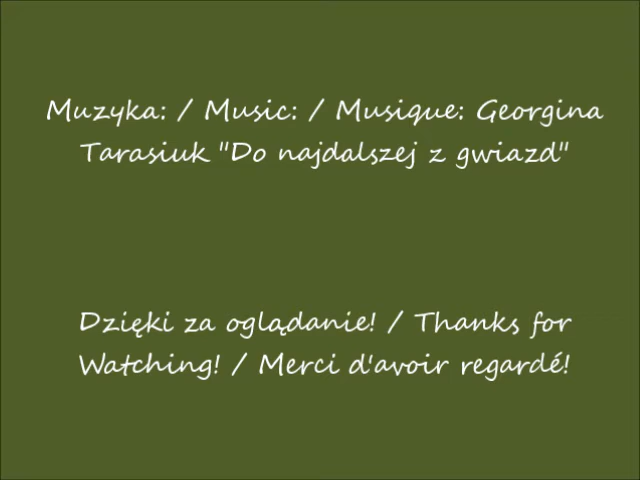 Muzyka: / Music: / Musique: Georgina
Tarasiuk "Do najdalszej z gwiazd"
Dzięki za oglądanie! / Thanks for
Watching! / Merci d'avoir regardé!